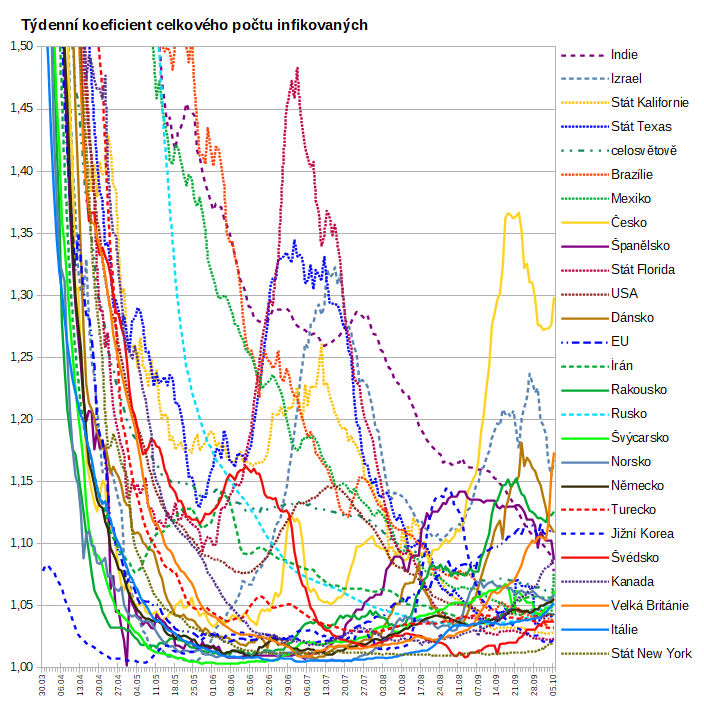 Týdenní koeficient celkového počtu infikovaných
1,50
1,45
1,40
1,35
1,30
1,25
1,20
1,15
1,10
1,05
1,00
30.03
06.04
13.04
20.04
27.04
04.05
11.05
18.05
25.05
01.06
08.06
15.06
22.06
29.06
06.07
13.07
20.07
27.07
03.08
10.08
17.08
24.08
31.08
07.09
14.09
21.09
28.09
05.10
Indie
Izrael
Stát Kalifornie
Stát Texas
celosvětově
Brazílie
Mexiko
Česko
Španělsko
Stát Florida
USA
Dánsko
EU
Írán
Rakousko
Rusko
Švýcarsko
Norsko
Německo
Turecko
Jižní Korea
Švédsko
Kanada
Velká Británie
Itálie
Stát New York